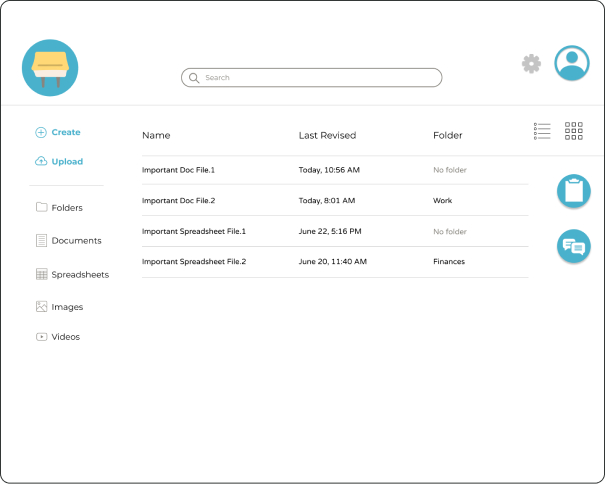 Search
Create
Upload
Folders
Documents
Spreadsheets
Images
Videos
Name Last Revised Folder
Important Doc File.1 Today, 10:56 AM No folder
Important Doc File.2 Today, 8:01 AM Work
Important Spreadsheet File.1 June 22, 5:16 PM No folder
Important Spreadsheet File.2 June 20, 11:40 AM Finances